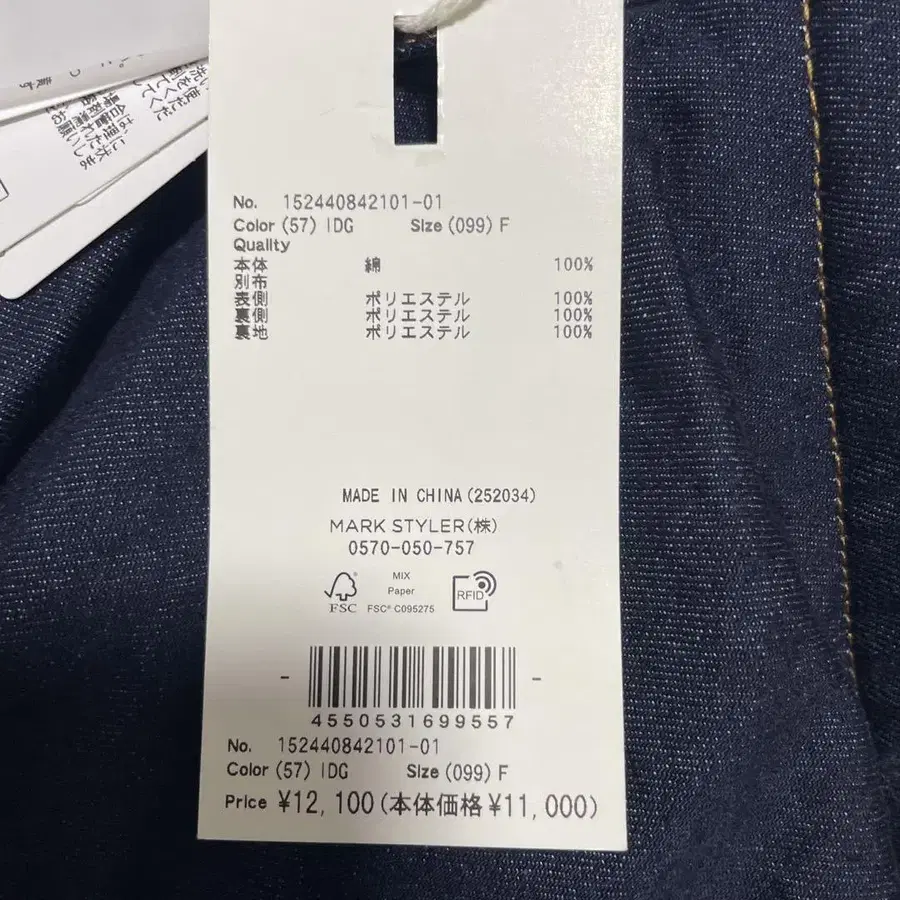 No. 152440842101-01
Color (57) IDG Size (099) F
Quality
本体 綿 100%
別布
表側 ポリエステル 100%
裏側 ポリエステル 100%
裏地 ポリエステル 100%
MADE IN CHINA (252034)
MARK STYLER (株)
0570-050-757
FSC
MIX
Paper
FSC® C095275
RFID
- -
4550531699557
No. 152440842101-01
Color (57) IDG Size (099) F
Price ¥12,100(本体価格¥11,000)